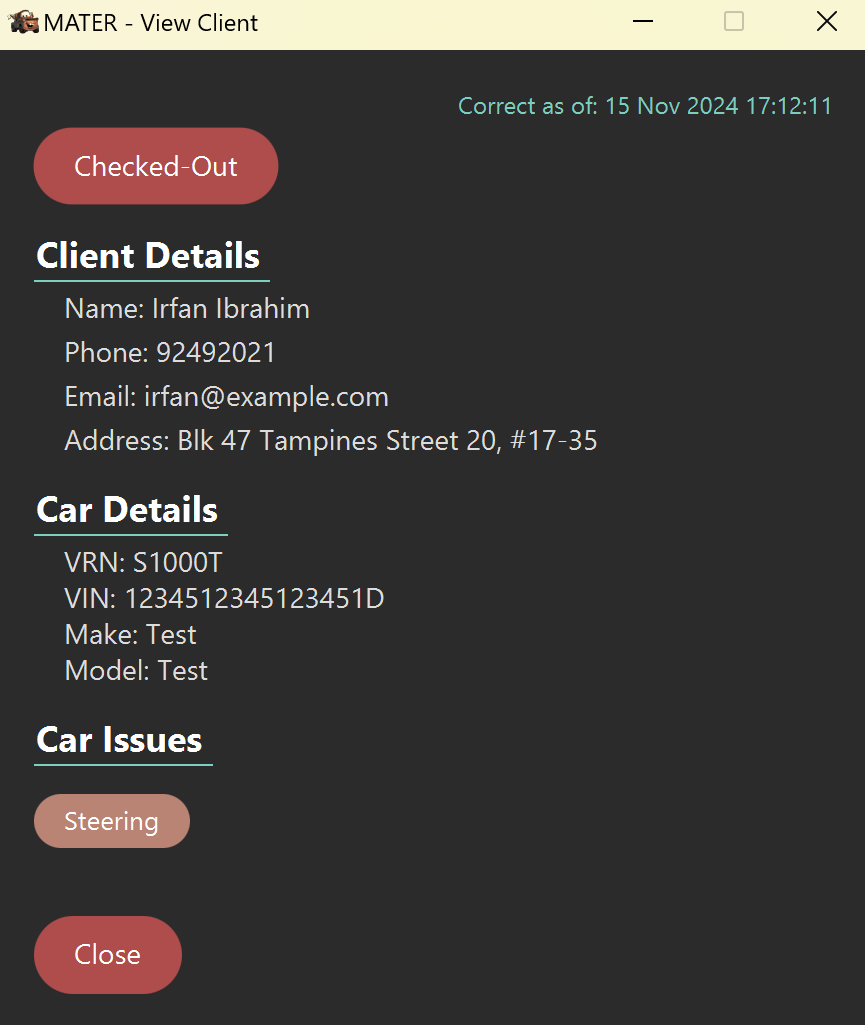 MATER - View Client
Correct as of: 15 Nov 2024 17:12:11
Checked-Out
Client Details
Name: Irfan Ibrahim
Phone: 92492021
Email: irfan@example.com
Address: Blk 47 Tampines Street 20, #17-35
Car Details
VRN: S1000T
VIN: 1234512345123451D
Make: Test
Model: Test
Car Issues
Steering
Close